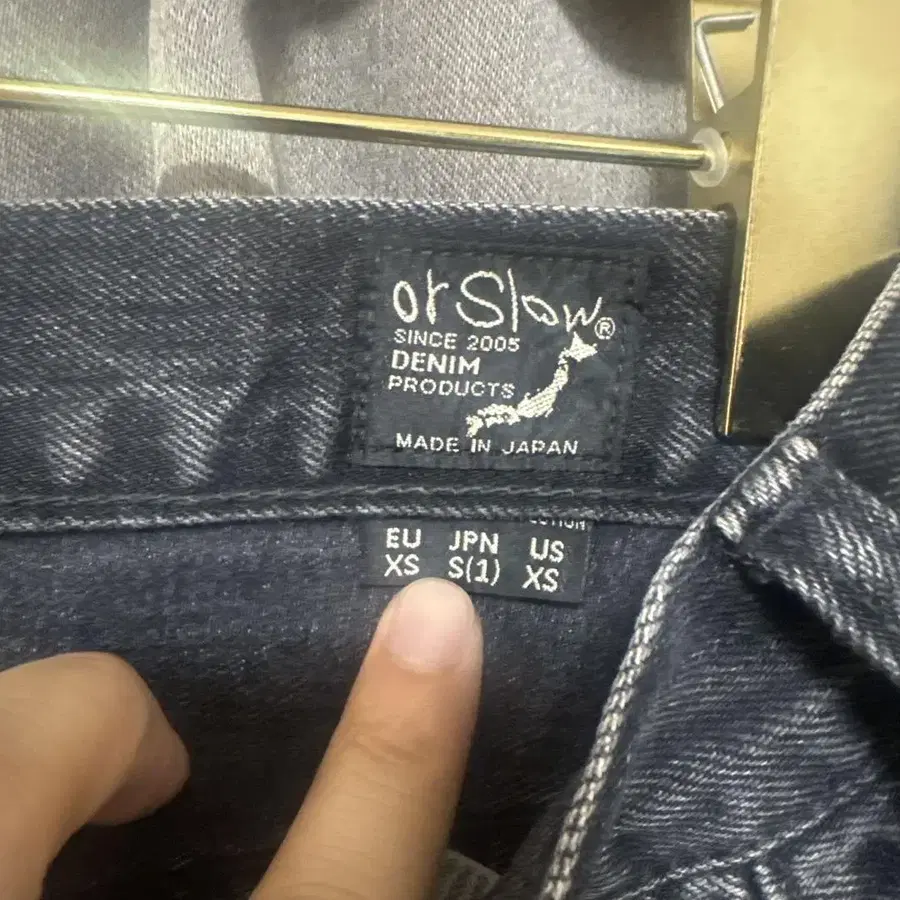 orSlow®
SINCE 2005
DENIM
PRODUCTS
MADE IN JAPAN
EU JPN US
XS S(1) XS